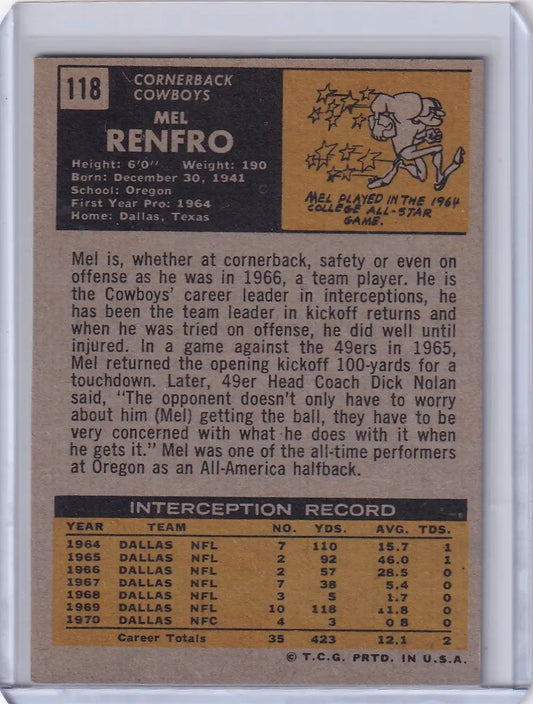 118
CORNERBACK
COWBOYS
MEL
RENFRO
Height: 6'0" Weight: 190
Born: December 30, 1941
School: Oregon
First Year Pro: 1964
Home: Dallas, Texas
MEL PLAYED IN THE 1964
COLLEGE ALL-STAR
GAME.
Mel is, whether at cornerback, safety or even on
offense as he was in 1966, a team player. He is
the Cowboys' career leader in interceptions, he
has been the team leader in kickoff returns and
when he was tried on offense, he did well until
injured. In a game against the 49ers in 1965,
Mel returned the opening kickoff 100-yards for a
touchdown. Later, 49er Head Coach Dick Nolan
said, "The opponent doesn't only have to worry
about him (Mel) getting the ball, they have to be
very concerned with what he does with it when
he gets it." Mel was one of the all-time performers
at Oregon as an All-America halfback.
INTERCEPTION RECORD
YEAR TEAM NO. YDS. AVG. TDS.
1964 DALLAS NFL 7 110 15.7 1
1965 DALLAS NFL 2 92 46.0 1
1966 DALLAS NFL 2 57 28.5 0
1967 DALLAS NFL 7 38 5.4 0
1968 DALLAS NFL 3 5 1.7 0
1969 DALLAS NFL 10 118 11.8 0
1970 DALLAS NFC 4 3 0 8 0
Career Totals 35 423 12.1 2
© T.C.G. PRTD. IN U.S.A.